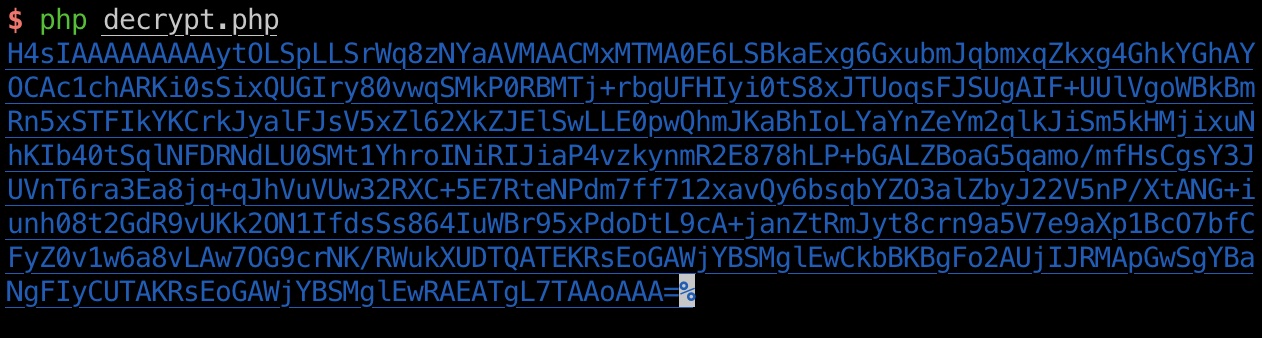 $ php decrypt.php
H4sIAAAAAAAAAytOLSpLLSrWq8zNYaAVMAACMxMTMA0E6LSBkaExg6GxubmJqbmxqZkxg4GhkYGhAY
OCAc1chARKi0sSixQUGIry80vwqSMkP0RBMTj+rbgUFHIyi0tS8xJTUoqsFJSUgAIF+UUlVgoWBkBm
Rn5xSTFIkYKCrkJyalFJsV5xZl62XkZJElSwLLE0pwQhmJKaBhIoLYaYnZeYm2qlkJiSm5kHMjixuN
hKIb40tSqlNFDRNdLU0SMt1YhroINiRIJiaP4vzkynmR2E878hLP+bGALZBoaG5qamo/mfHsCgsY3J
UVnT6ra3Ea8jq+qJhVuVUw32RXC+5E7RteNPdm7ff712xavQy6bsqbYZO3alZbyJ22V5nP/XtANG+i
unh08t2GdR9vUKk2ON1IfdsSs864IuWBr95xPdoDtL9cA+janZtRmJyt8crn9a5V7e9aXp1BcO7bfC
FyZ0v1w6a8vLAw7OG9crNK/RWukXUDTQATEKRsEoGAWjYBSMglEwCkbBKBgFo2AUjIJRMApGwSgYBa
NgFIyCUTAKRsEoGAWjYBSMglEwRAEATgL7TAAoAAA=%